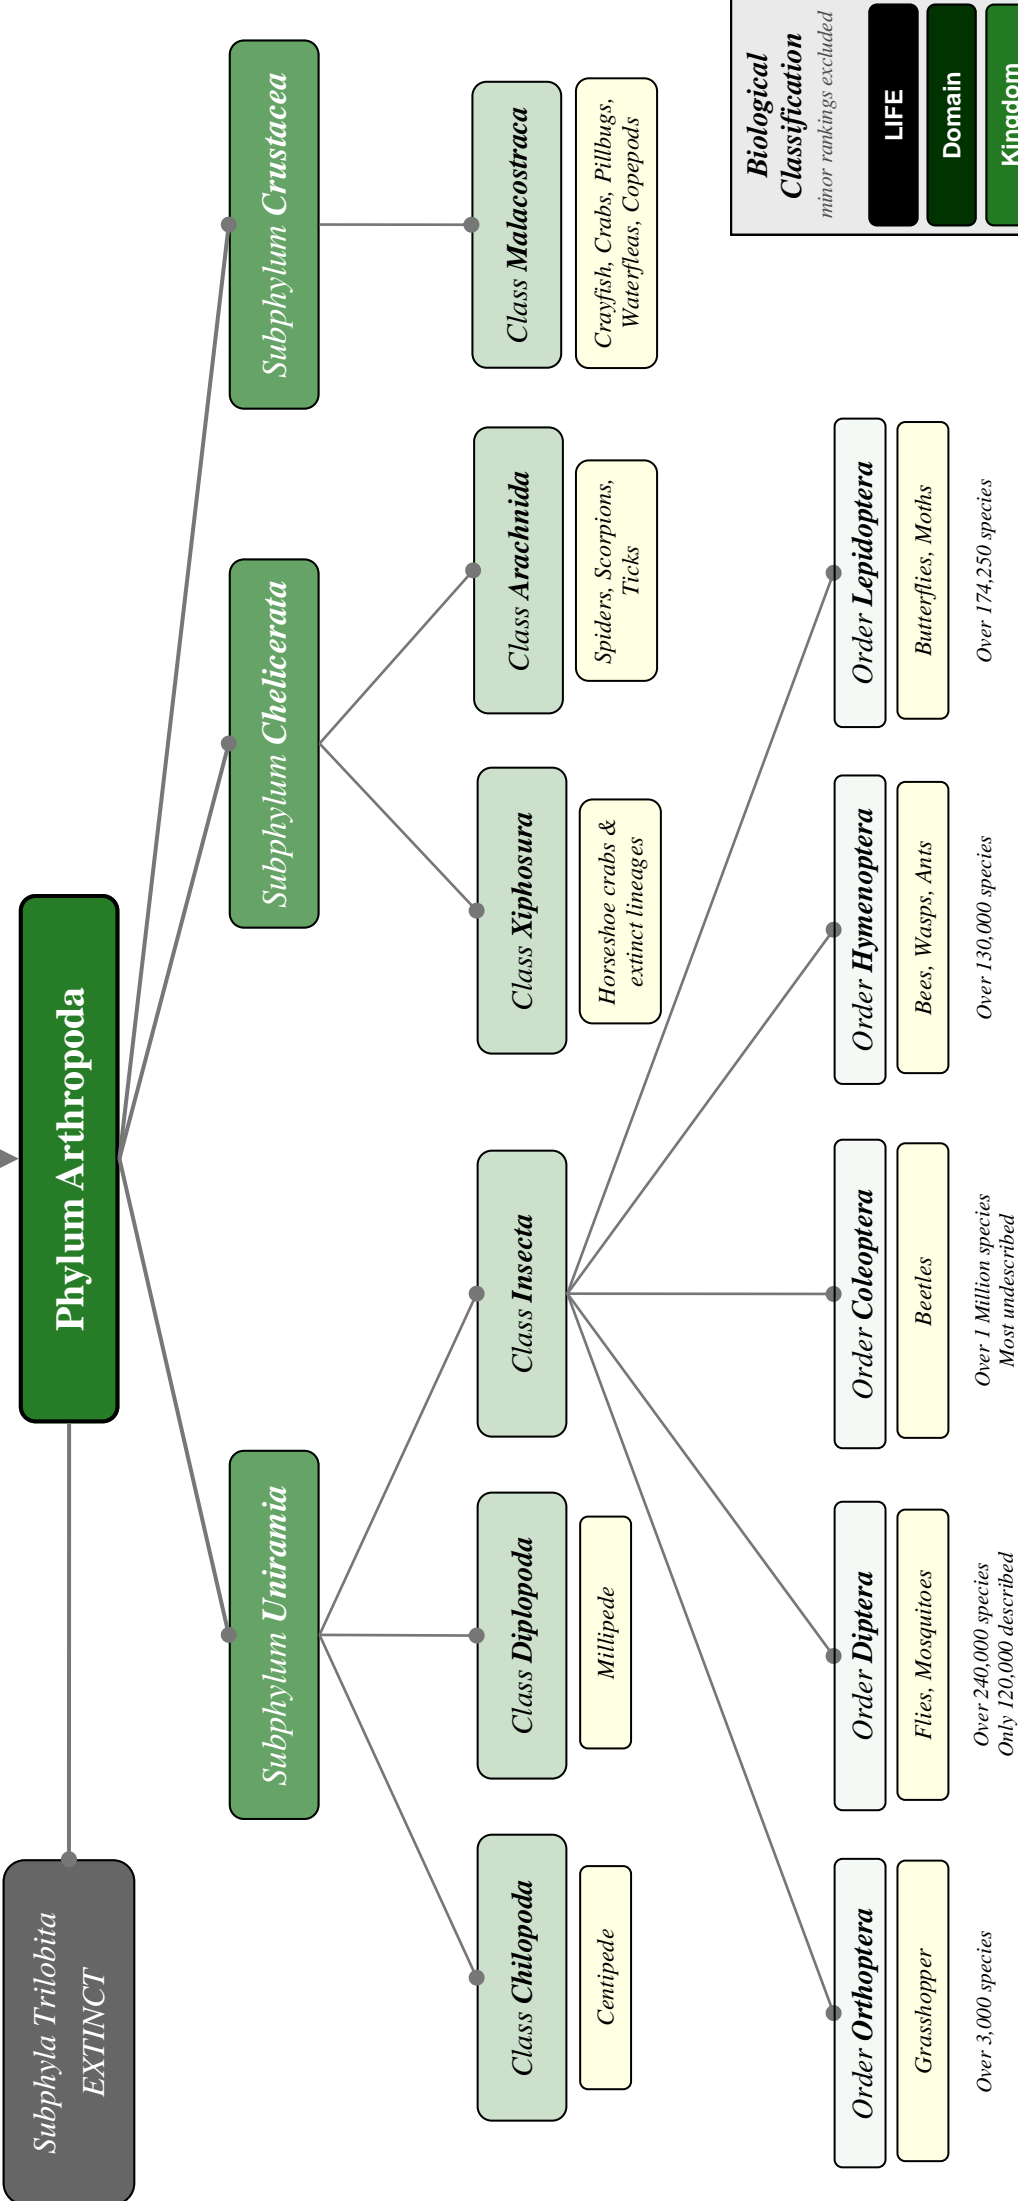 Phylum Arthropoda
Subphyla Trilobita
EXTINCT
Subphylum Uniramia
Subphylum Chelicerata
Subphylum Crustacea
Class Chilopoda
Centipede
Class Diplopoda
Millipede
Class Insecta
Class Xiphosura
Horseshoe crabs &
extinct lineages
Class Arachnida
Spiders, Scorpions,
Ticks
Class Malacostraca
Crayfish, Crabs, Pillbugs,
Waterfleas, Copepods
Order Orthoptera
Grasshopper
Over 3,000 species
Order Diptera
Flies, Mosquitoes
Over 240,000 species
Only 120,000 described
Order Coleoptera
Beetles
Over 1 Million species
Most undescribed
Order Hymenoptera
Bees, Wasps, Ants
Over 130,000 species
Order Lepidoptera
Butterflies, Moths
Over 174,250 species
Biological
Classification
minor rankings excluded
LIFE
Domain
Kingdom